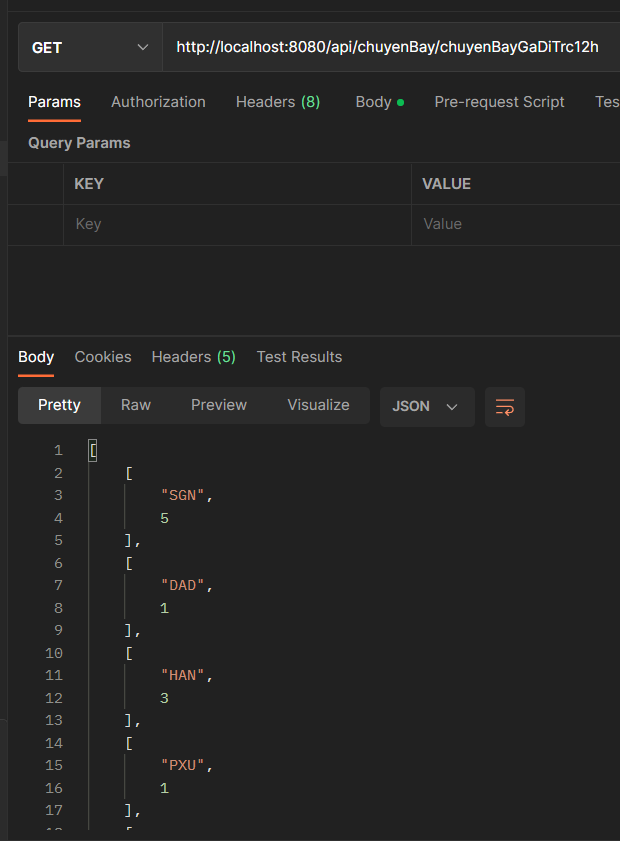 GET http://localhost:8080/api/chuyenBay/chuyenBayGaDiTrc12h
Params Authorization Headers (8) Body Pre-request Script Tes
Query Params
KEY VALUE
Key Value
Body Cookies Headers (5) Test Results
Pretty Raw Preview Visualize JSON
1 [
2 [
3 "SGN",
4 5
5 ],
6 [
7 "DAD",
8 1
9 ],
10 [
11 "HAN",
12 3
13 ],
14 [
15 "PXU",
16 1
17 ],